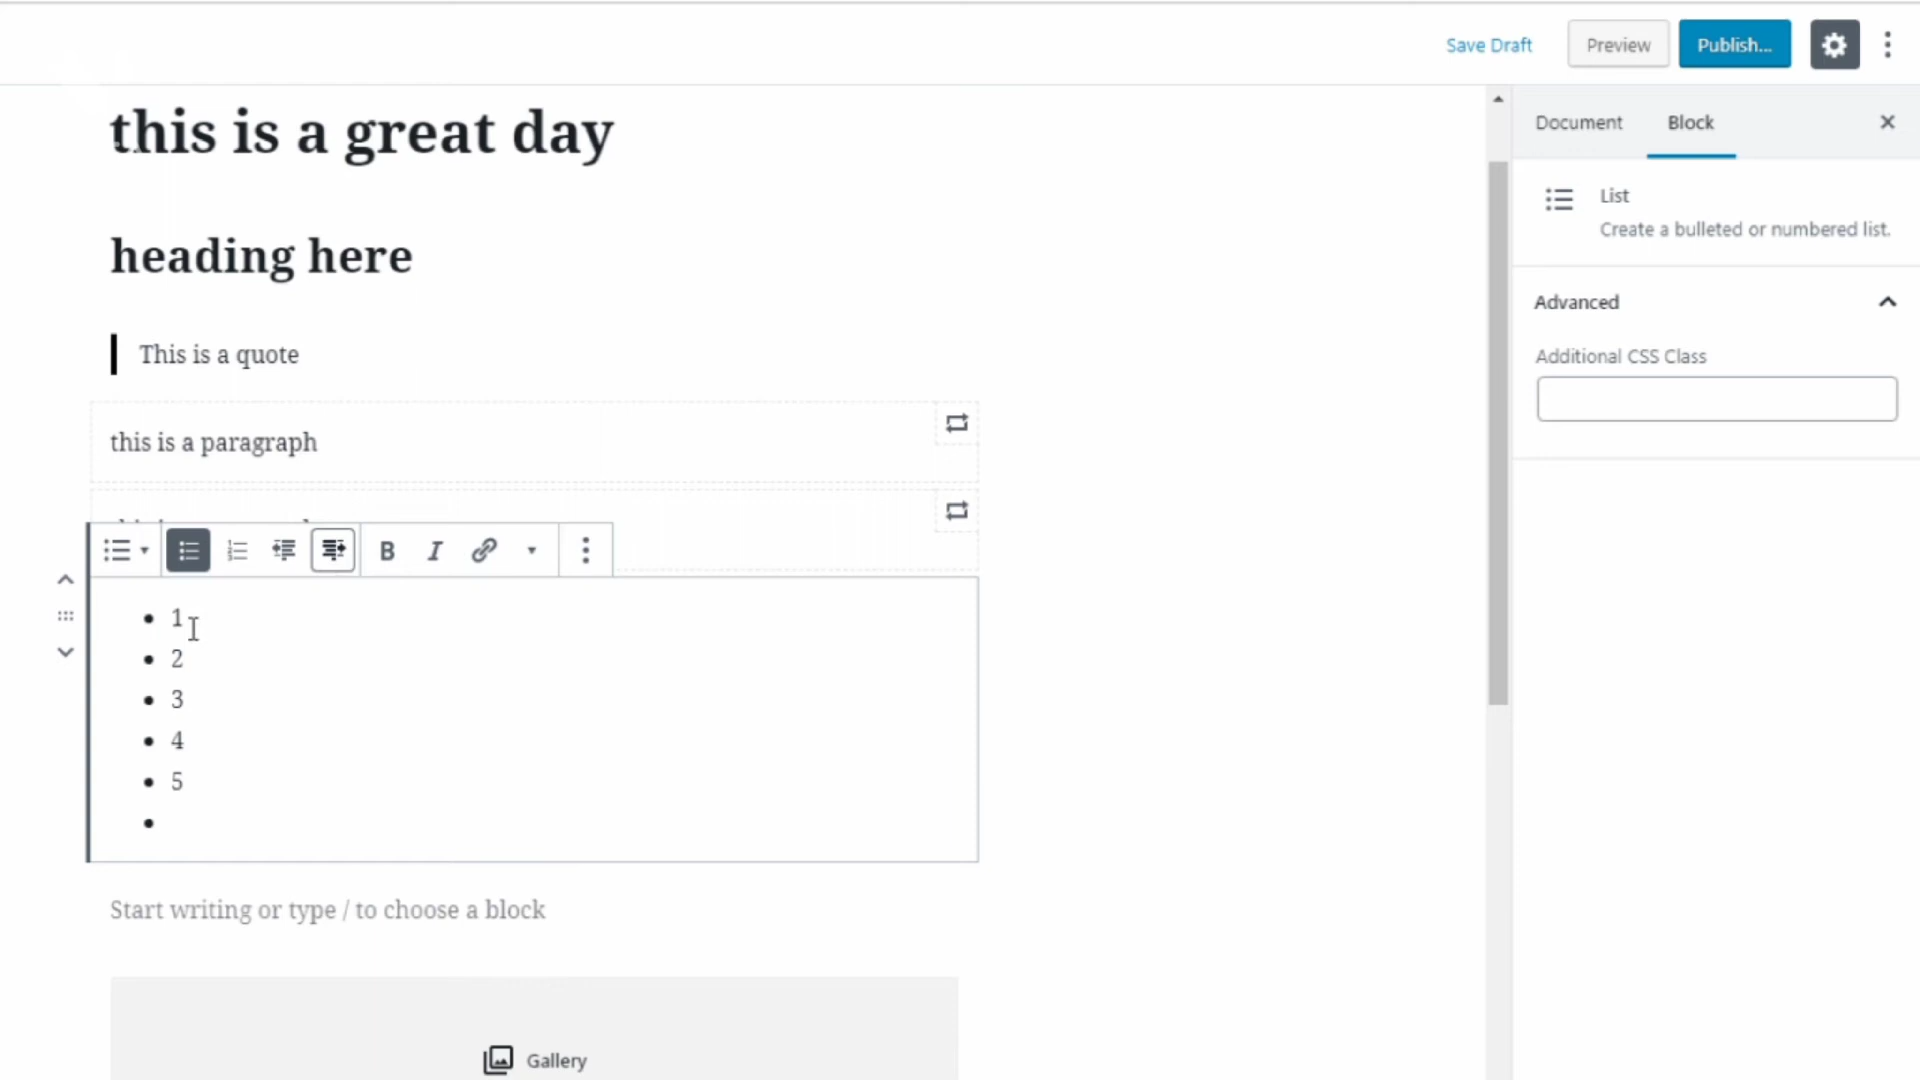 Save Draft
Preview
Publish...
this is a great day
heading here
This is a quote
this is a paragraph
B I
1
2
3
4
5
Start writing or type / to choose a block
Gallery
Document
Block
List
Create a bulleted or numbered list.
Advanced
Additional CSS Class